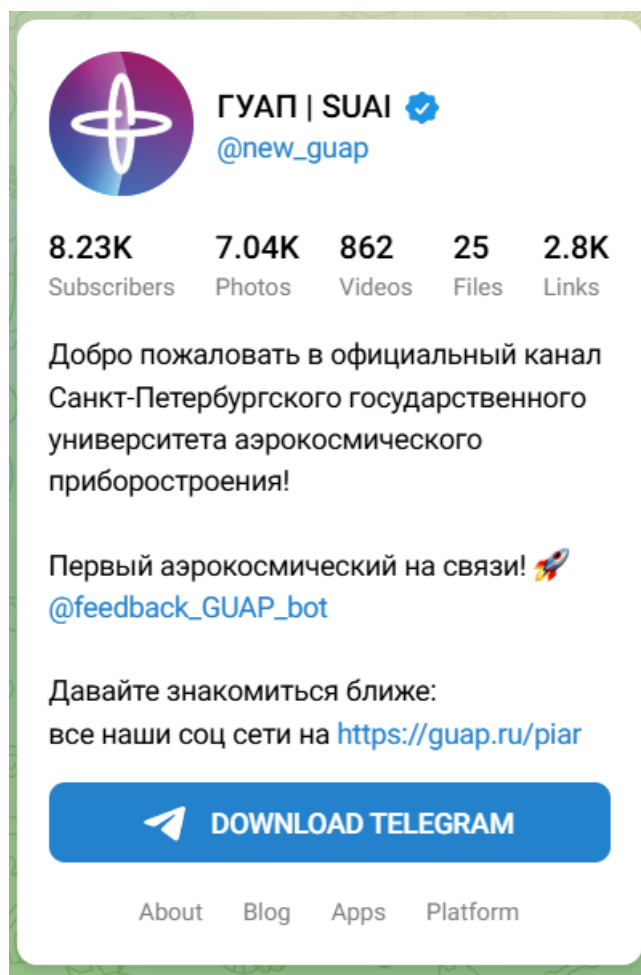 ГУАП | SUAI
@new_guap
8.23K 7.04K 862 25 2.8K
Subscribers Photos Videos Files Links
Добро пожаловать в официальный канал
Санкт-Петербургского государственного
университета аэрокосмического
приборостроения!
Первый аэрокосмический на связи! 🚀
@feedback_GUAP_bot
Давайте знакомиться ближе:
все наши соц сети на https://guap.ru/piar
DOWNLOAD TELEGRAM
About Blog Apps Platform